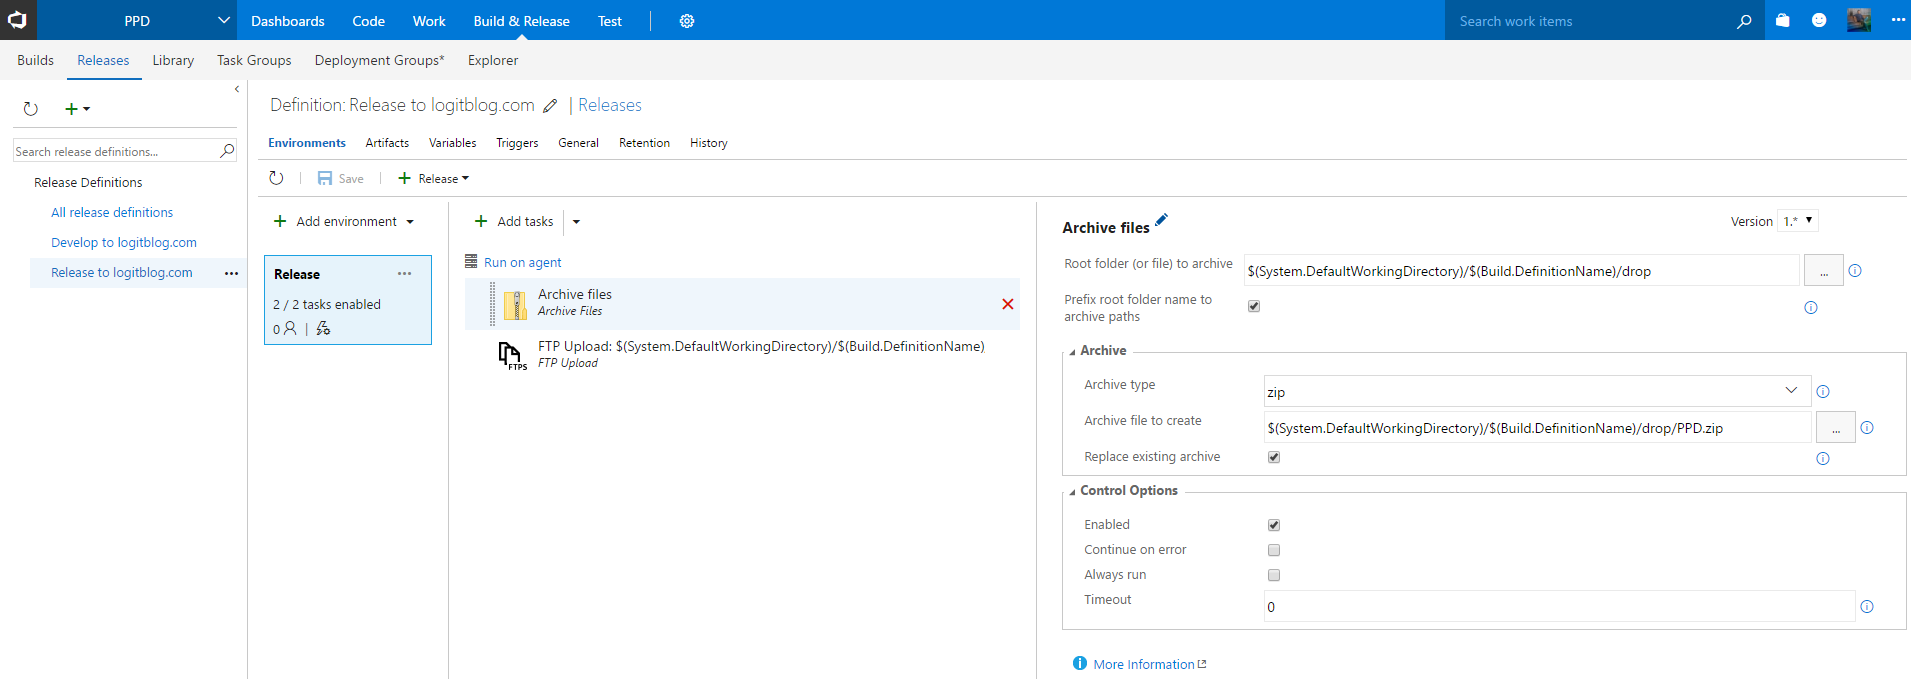 PPD
Dashboards Code Work Build & Release Test
Search work items
Builds Releases Library Task Groups Deployment Groups* Explorer
Definition: Release to logitblog.com | Releases
Environments Artifacts Variables Triggers General Retention History
Save Release
Search release definitions...
Release Definitions
All release definitions
Develop to logitblog.com
Release to logitblog.com ...
Add environment
Release ...
2 / 2 tasks enabled
0
Add tasks
Run on agent
Archive files
Archive Files
FTP Upload: $(System.DefaultWorkingDirectory)/$(Build.DefinitionName)
FTPS
FTP Upload
Archive files
Version 1.*
Root folder (or file) to archive $(System.DefaultWorkingDirectory)/$(Build.DefinitionName)/drop ...
Prefix root folder name to
archive paths
Archive
Archive type zip
Archive file to create $(System.DefaultWorkingDirectory)/$(Build.DefinitionName)/drop/PPD.zip ...
Replace existing archive
Control Options
Enabled
Continue on error
Always run
Timeout 0
More Information